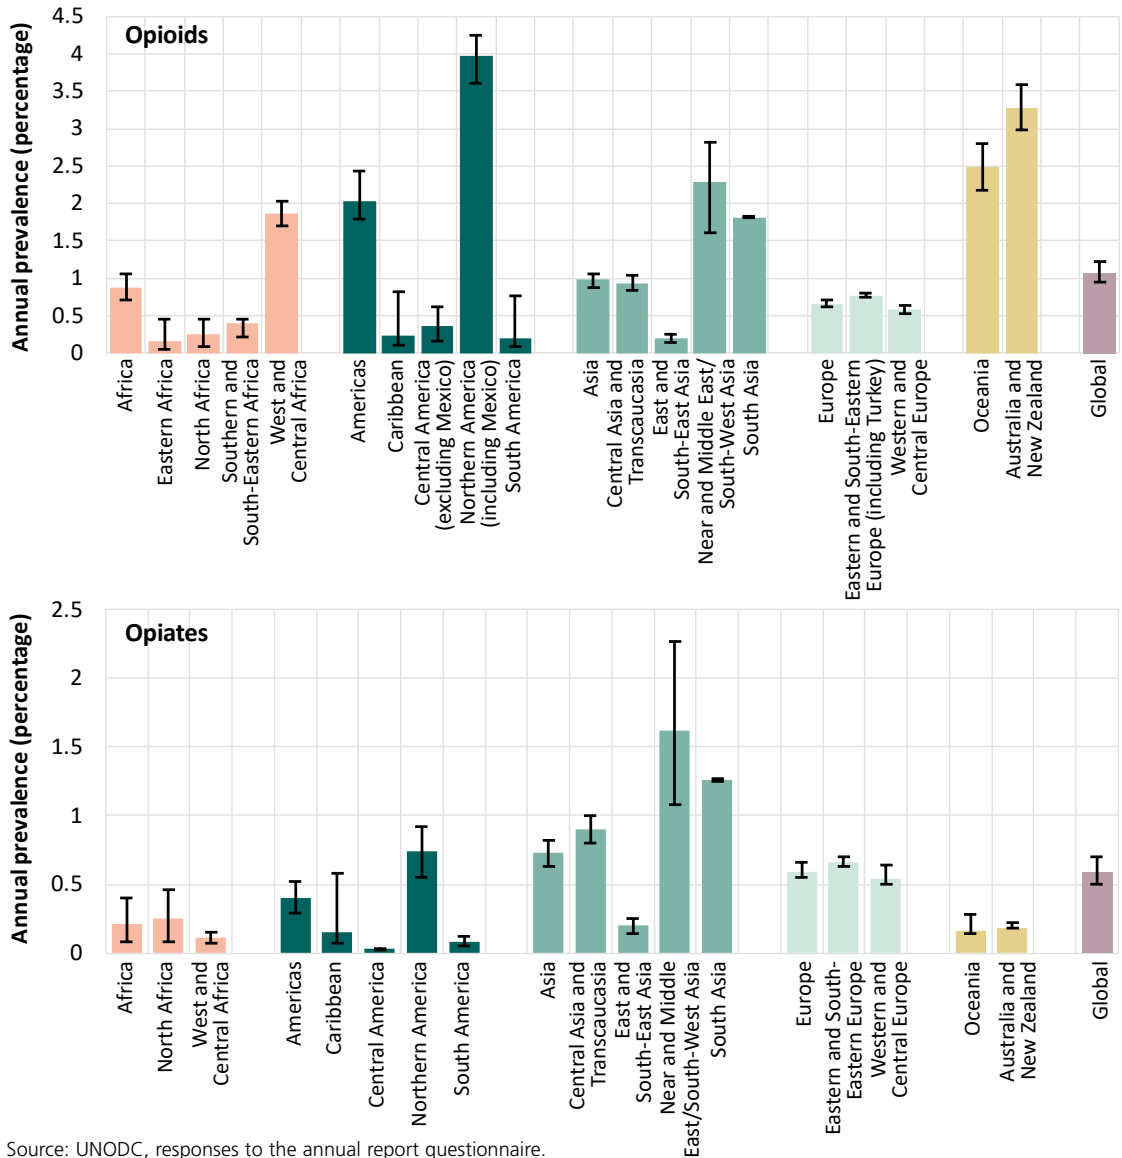 Opioids
Annual prevalence (percentage)
4.5
4
3.5
3
2.5
2
1.5
1
0.5
0
Africa
Eastern Africa
North Africa
Southern and
South-Eastern Africa
West and
Central Africa
Americas
Caribbean
Central America
(excluding Mexico)
Northern America
(including Mexico)
South America
Asia
Central Asia and
Transcaucasia
East and
South-East Asia
Near and Middle East/
South-West Asia
South Asia
Europe
Eastern and South-Eastern
Europe (including Turkey)
Western and
Central Europe
Oceania
Australia and
New Zealand
Global
Opiates
Annual prevalence (percentage)
2.5
2
1.5
1
0.5
0
Africa
North Africa
West and
Central Africa
Americas
Caribbean
Central America
Northern America
South America
Asia
Central Asia and
Transcaucasia
East and
South-East Asia
Near and Middle
East/South-West Asia
South Asia
Europe
Eastern and South-
Eastern Europe
Western and
Central Europe
Oceania
Australia and
New Zealand
Global
Source: UNODC, responses to the annual report questionnaire.